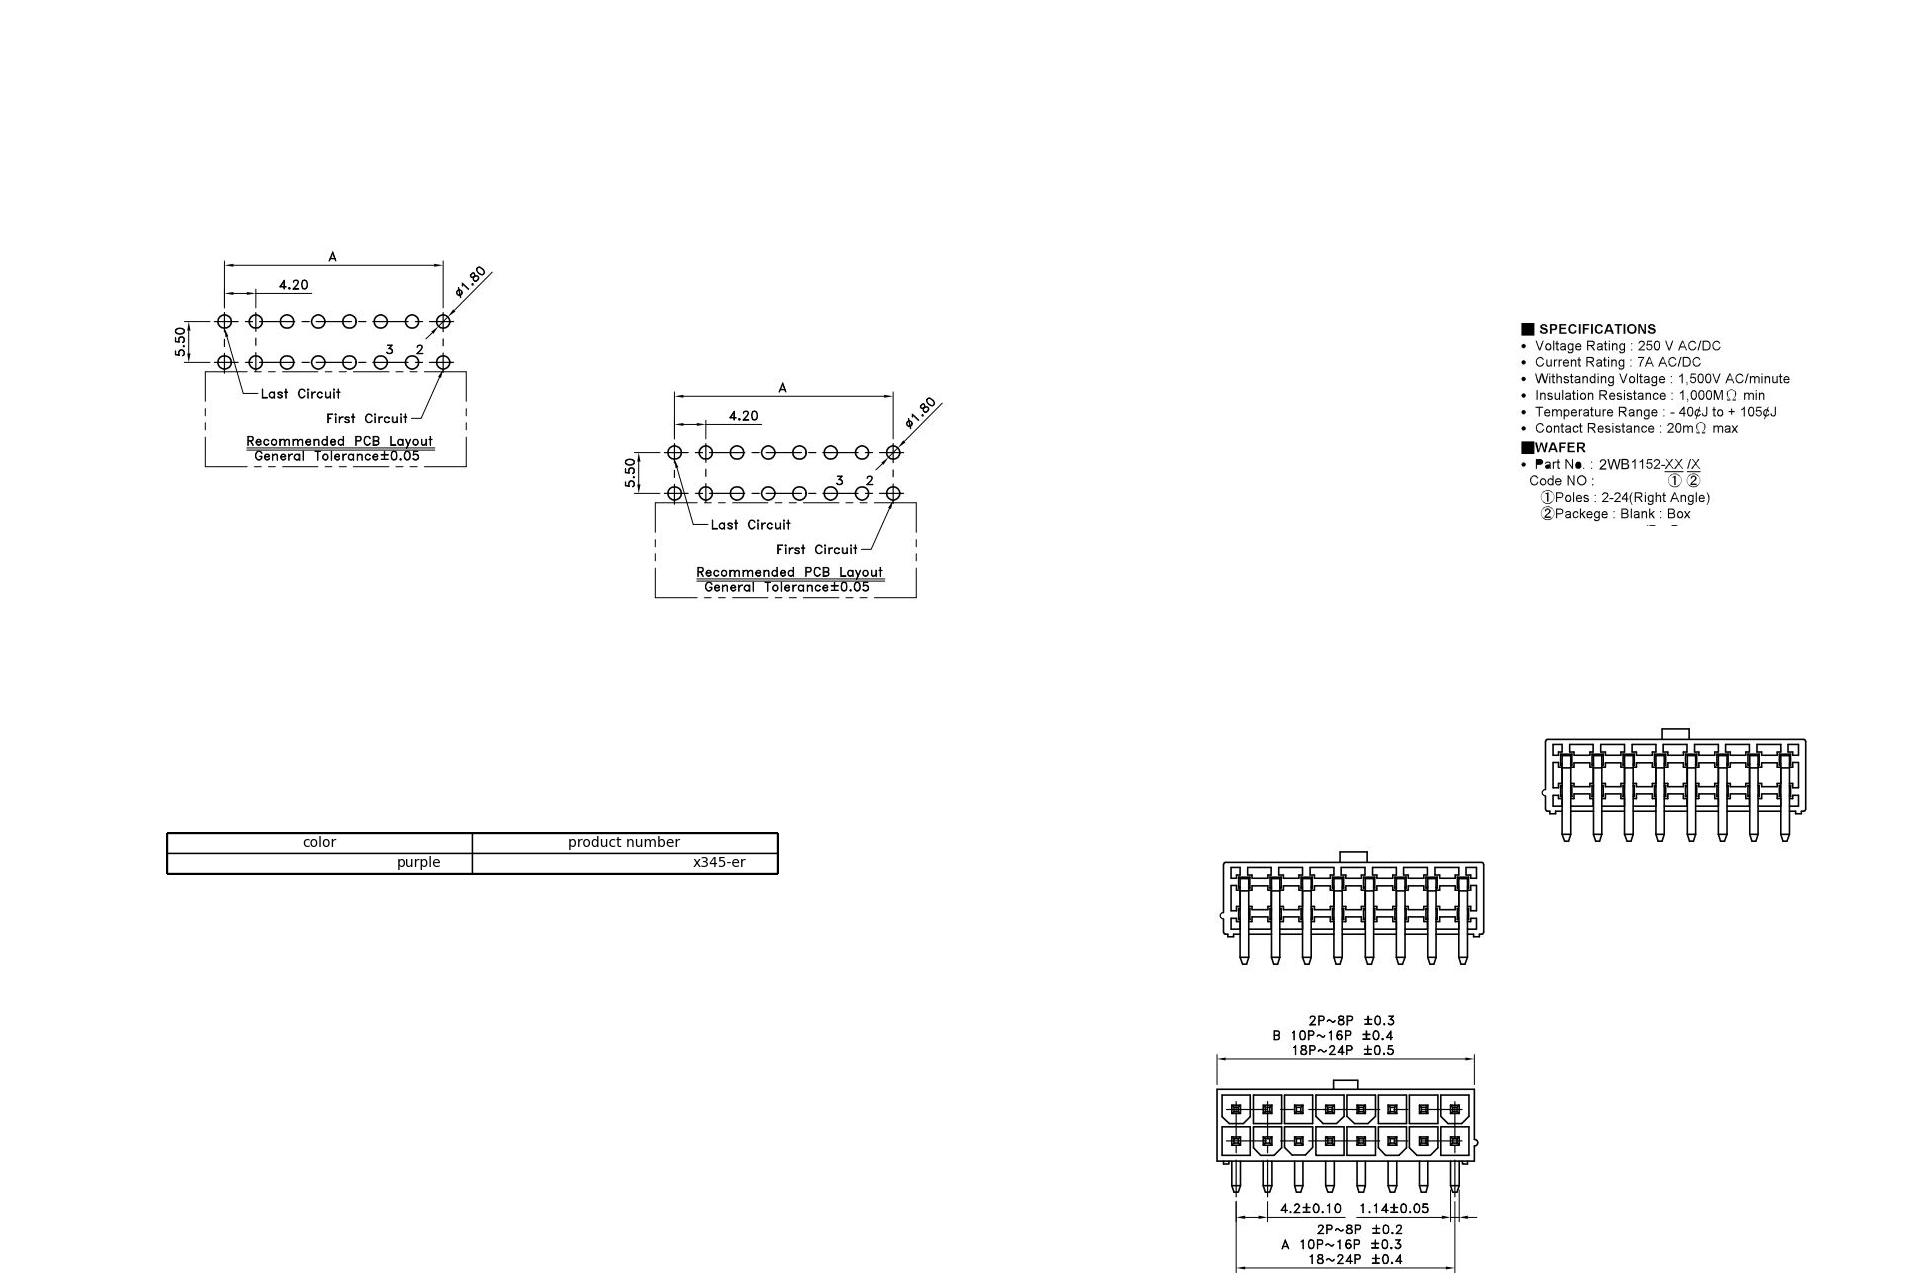 A
4.20
ø1.80
5.50
3 2
Last Circuit
First Circuit
Recommended PCB Layout
General Tolerance±0.05
A
4.20
ø1.80
5.50
3 2
Last Circuit
First Circuit
Recommended PCB Layout
General Tolerance±0.05
■ SPECIFICATIONS
• Voltage Rating : 250 V AC/DC
• Current Rating : 7A AC/DC
• Withstanding Voltage : 1,500V AC/minute
• Insulation Resistance : 1,000MΩ min
• Temperature Range : - 40¢J to + 105¢J
• Contact Resistance : 20mΩ max
■WAFER
• Part No. : 2WB1152-XX /X
Code NO : ① ②
①Poles : 2-24(Right Angle)
②Packege : Blank : Box
color product number
purple x345-er
2P~8P ±0.3
B 10P~16P ±0.4
18P~24P ±0.5
4.2±0.10 1.14±0.05
2P~8P ±0.2
A 10P~16P ±0.3
18~24P ±0.4